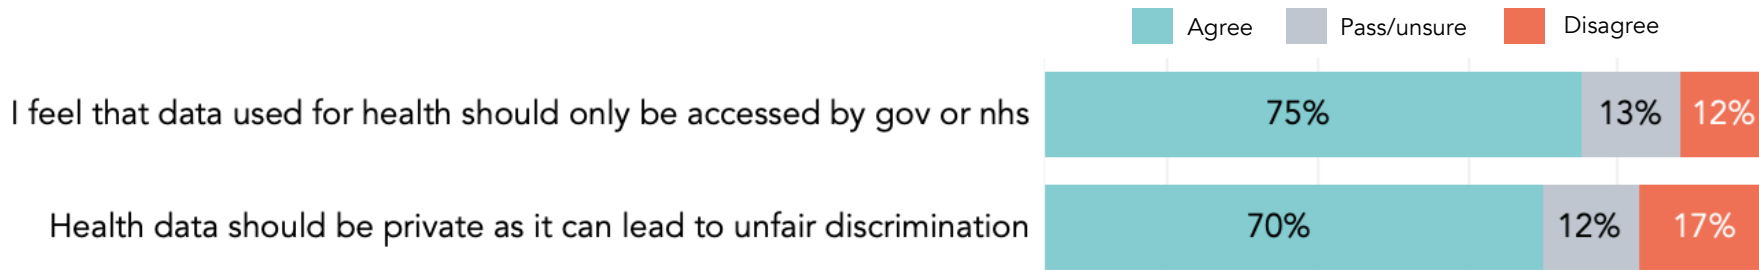 Agree Pass/unsure Disagree
I feel that data used for health should only be accessed by gov or nhs 75% 13% 12%
Health data should be private as it can lead to unfair discrimination 70% 12% 17%